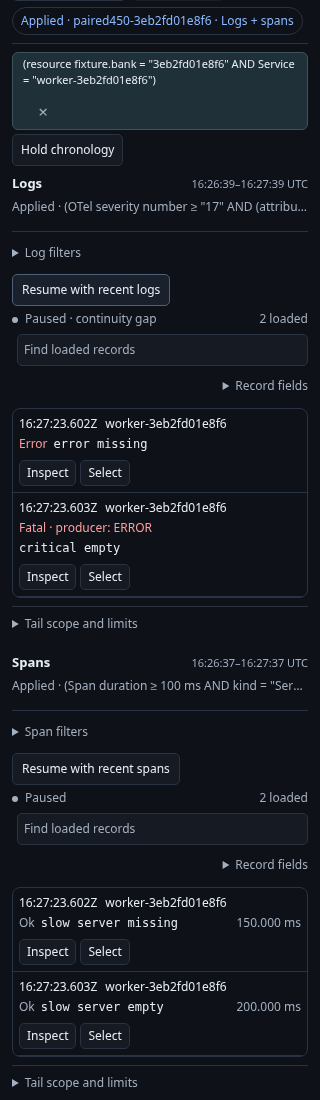 Applied · paired450-3eb2fd01e8f6 · Logs + spans
(resource fixture.bank = "3eb2fd01e8f6" AND Service
= "worker-3eb2fd01e8f6")
×
Hold chronology
Logs 16:26:39–16:27:39 UTC
Applied · (OTel severity number ≥ "17" AND (attribu...
▶ Log filters
Resume with recent logs
Paused · continuity gap 2 loaded
Find loaded records
▶ Record fields
16:27:23.602Z worker-3eb2fd01e8f6
Error error missing
Inspect Select
16:27:23.603Z worker-3eb2fd01e8f6
Fatal · producer: ERROR
critical empty
Inspect Select
▶ Tail scope and limits
Spans 16:26:37–16:27:37 UTC
Applied · (Span duration ≥ 100 ms AND kind = "Ser...
▶ Span filters
Resume with recent spans
Paused 2 loaded
Find loaded records
▶ Record fields
16:27:23.602Z worker-3eb2fd01e8f6
Ok slow server missing 150.000 ms
Inspect Select
16:27:23.603Z worker-3eb2fd01e8f6
Ok slow server empty 200.000 ms
Inspect Select
▶ Tail scope and limits